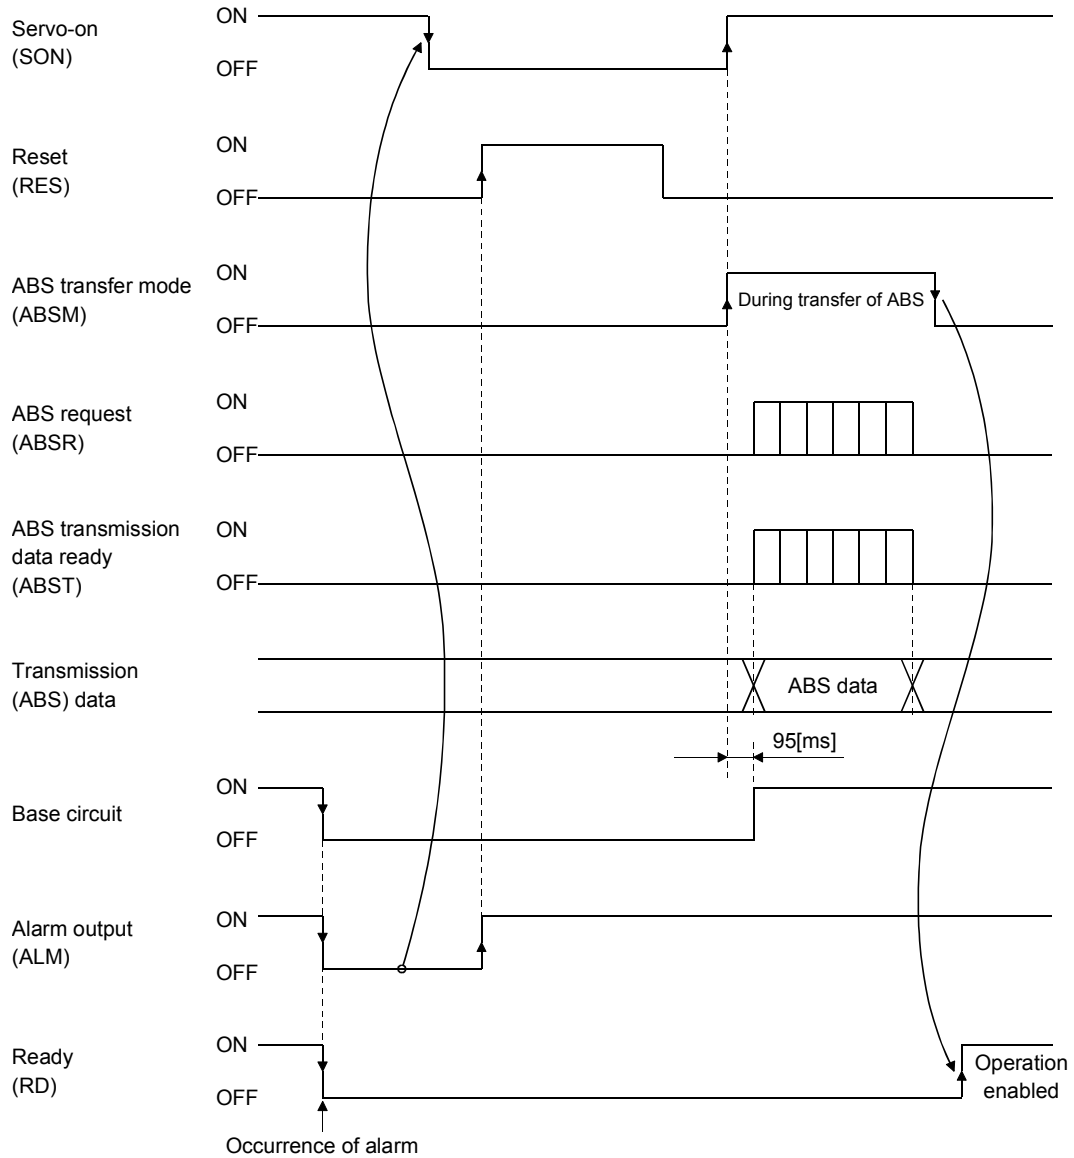 Servo-on
(SON)
ON
OFF
Reset
(RES)
ON
OFF
ABS transfer mode
(ABSM)
ON
OFF
During transfer of ABS
ABS request
(ABSR)
ON
OFF
ABS transmission
data ready
(ABST)
ON
OFF
Transmission
(ABS) data
ABS data
95[ms]
Base circuit
ON
OFF
Alarm output
(ALM)
ON
OFF
Ready
(RD)
ON
OFF
Operation
enabled
Occurrence of alarm